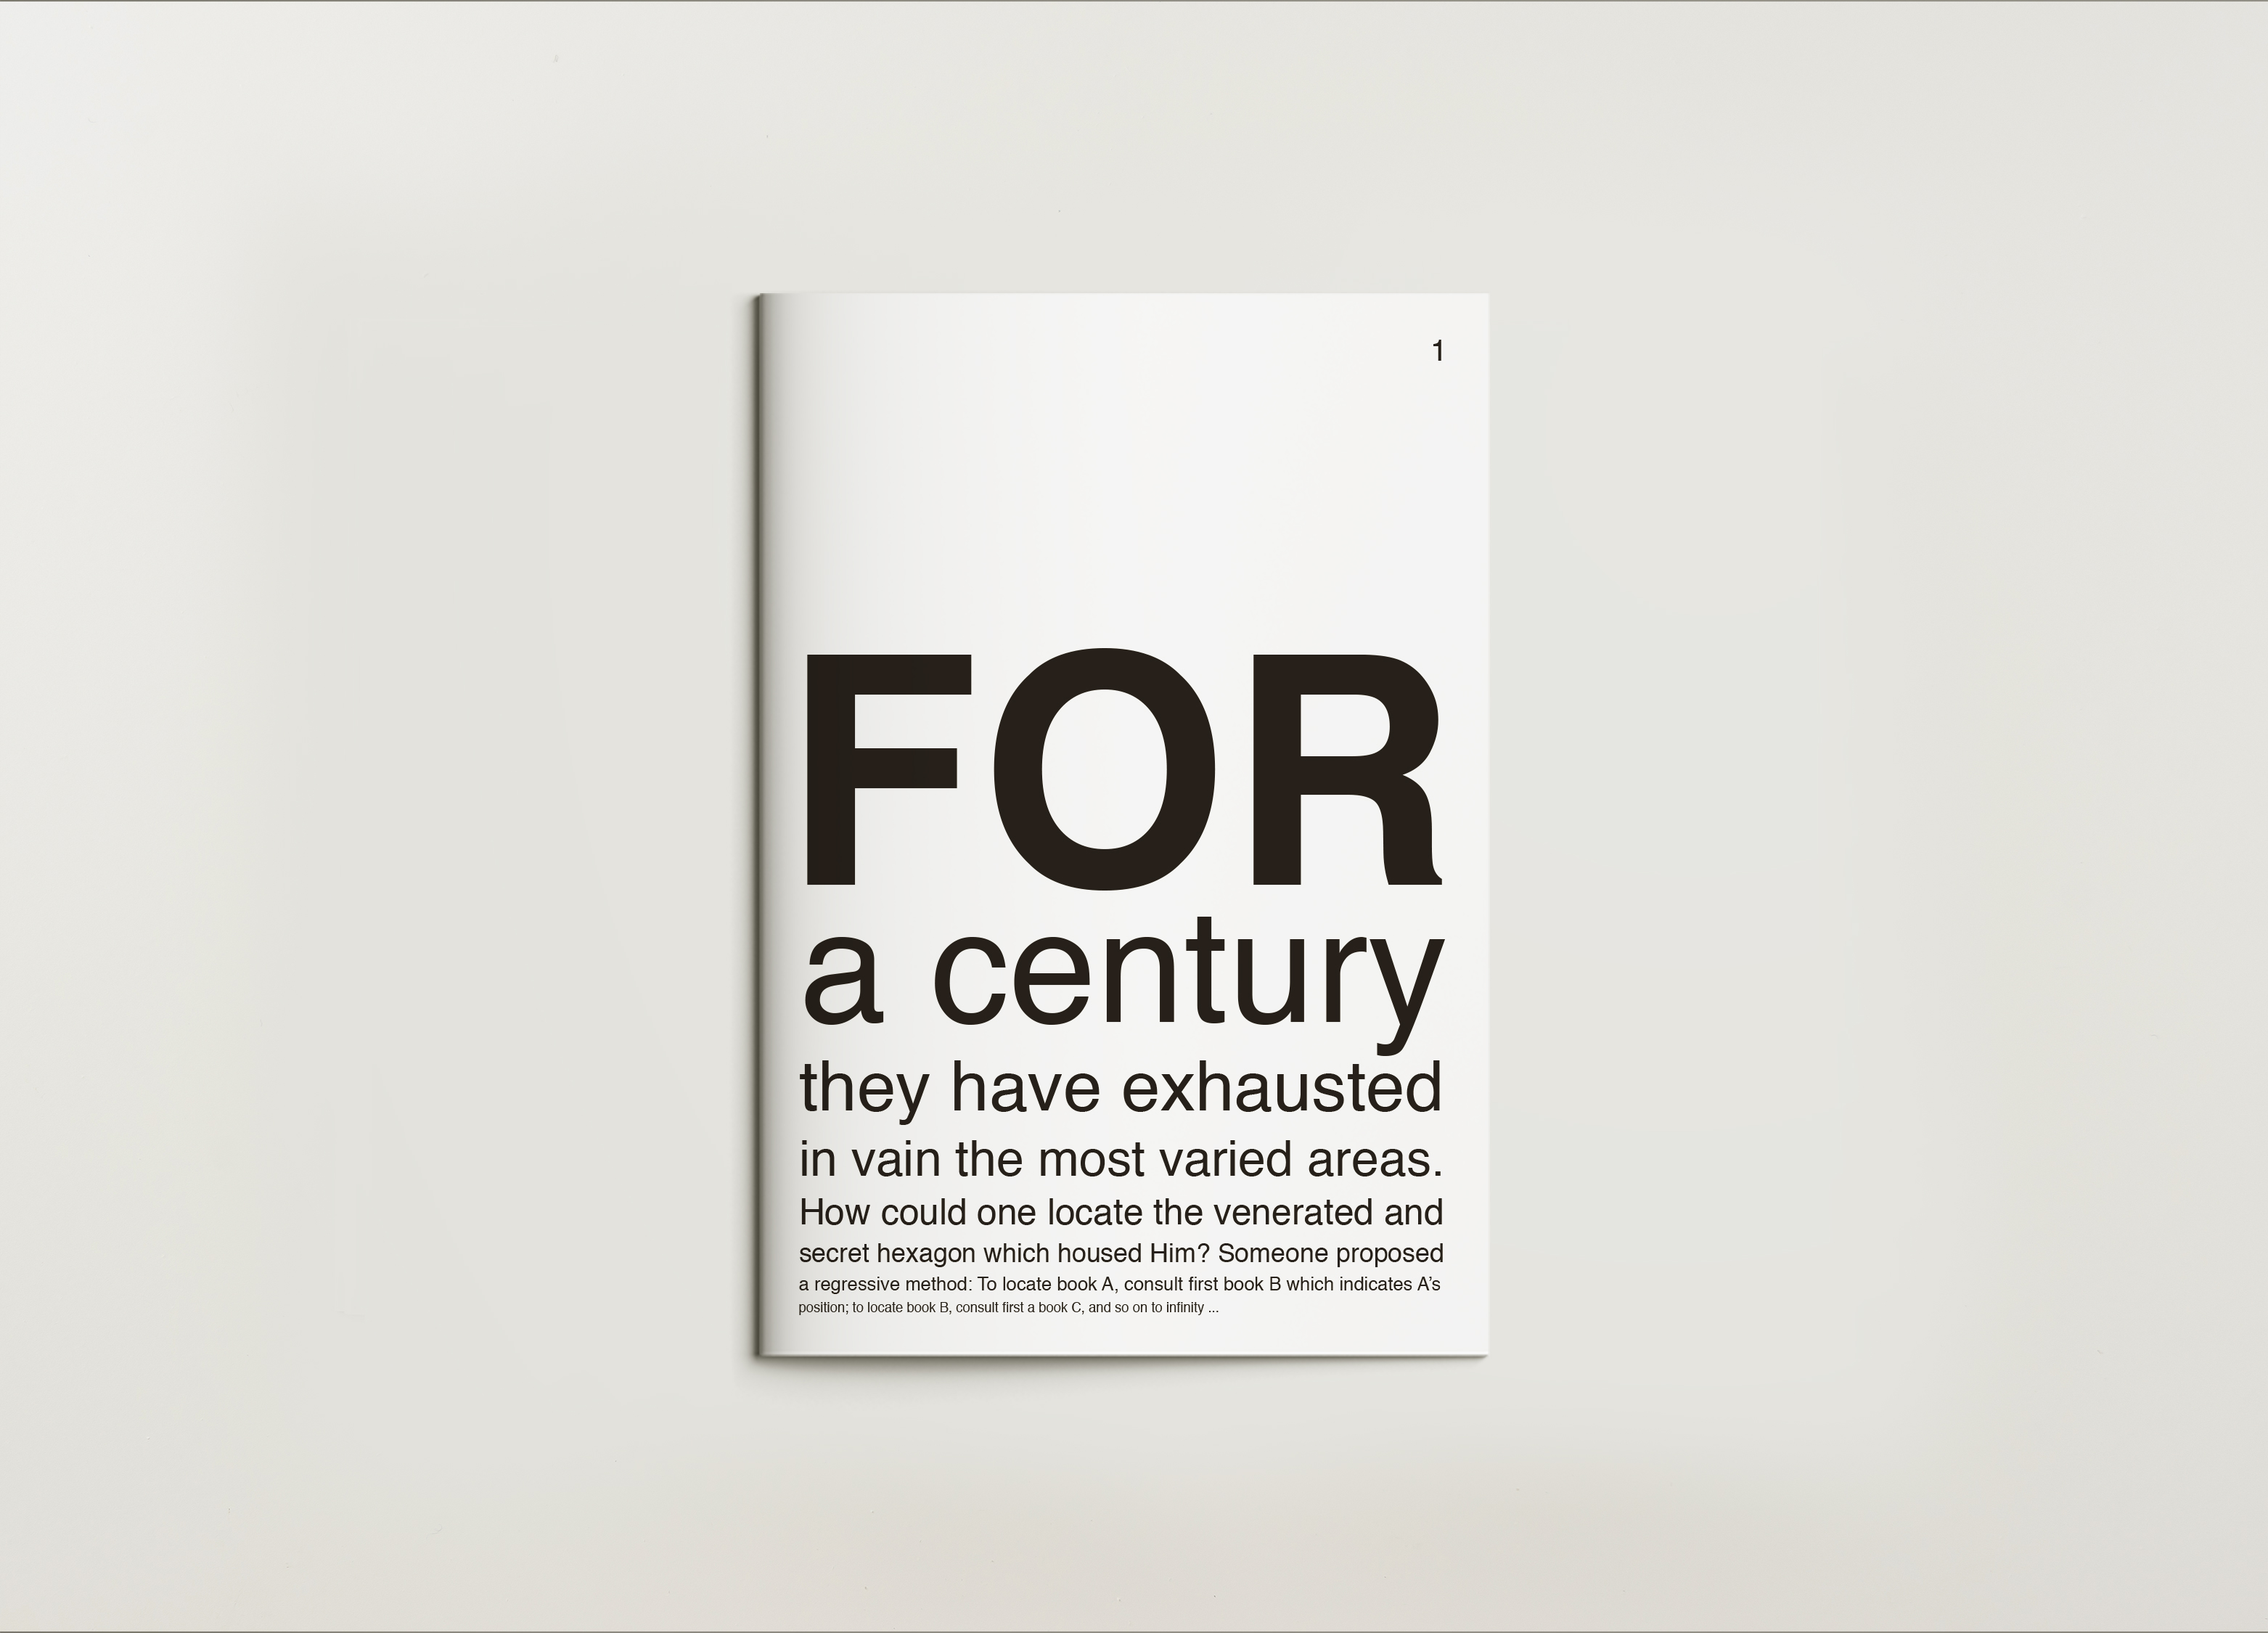 1
FOR
a century
they have exhausted
in vain the most varied areas.
How could one locate the venerated and
secret hexagon which housed Him? Someone proposed
a regressive method: To locate book A, consult first book B which indicates A’s
position; to locate book B, consult first a book C, and so on to infinity ...